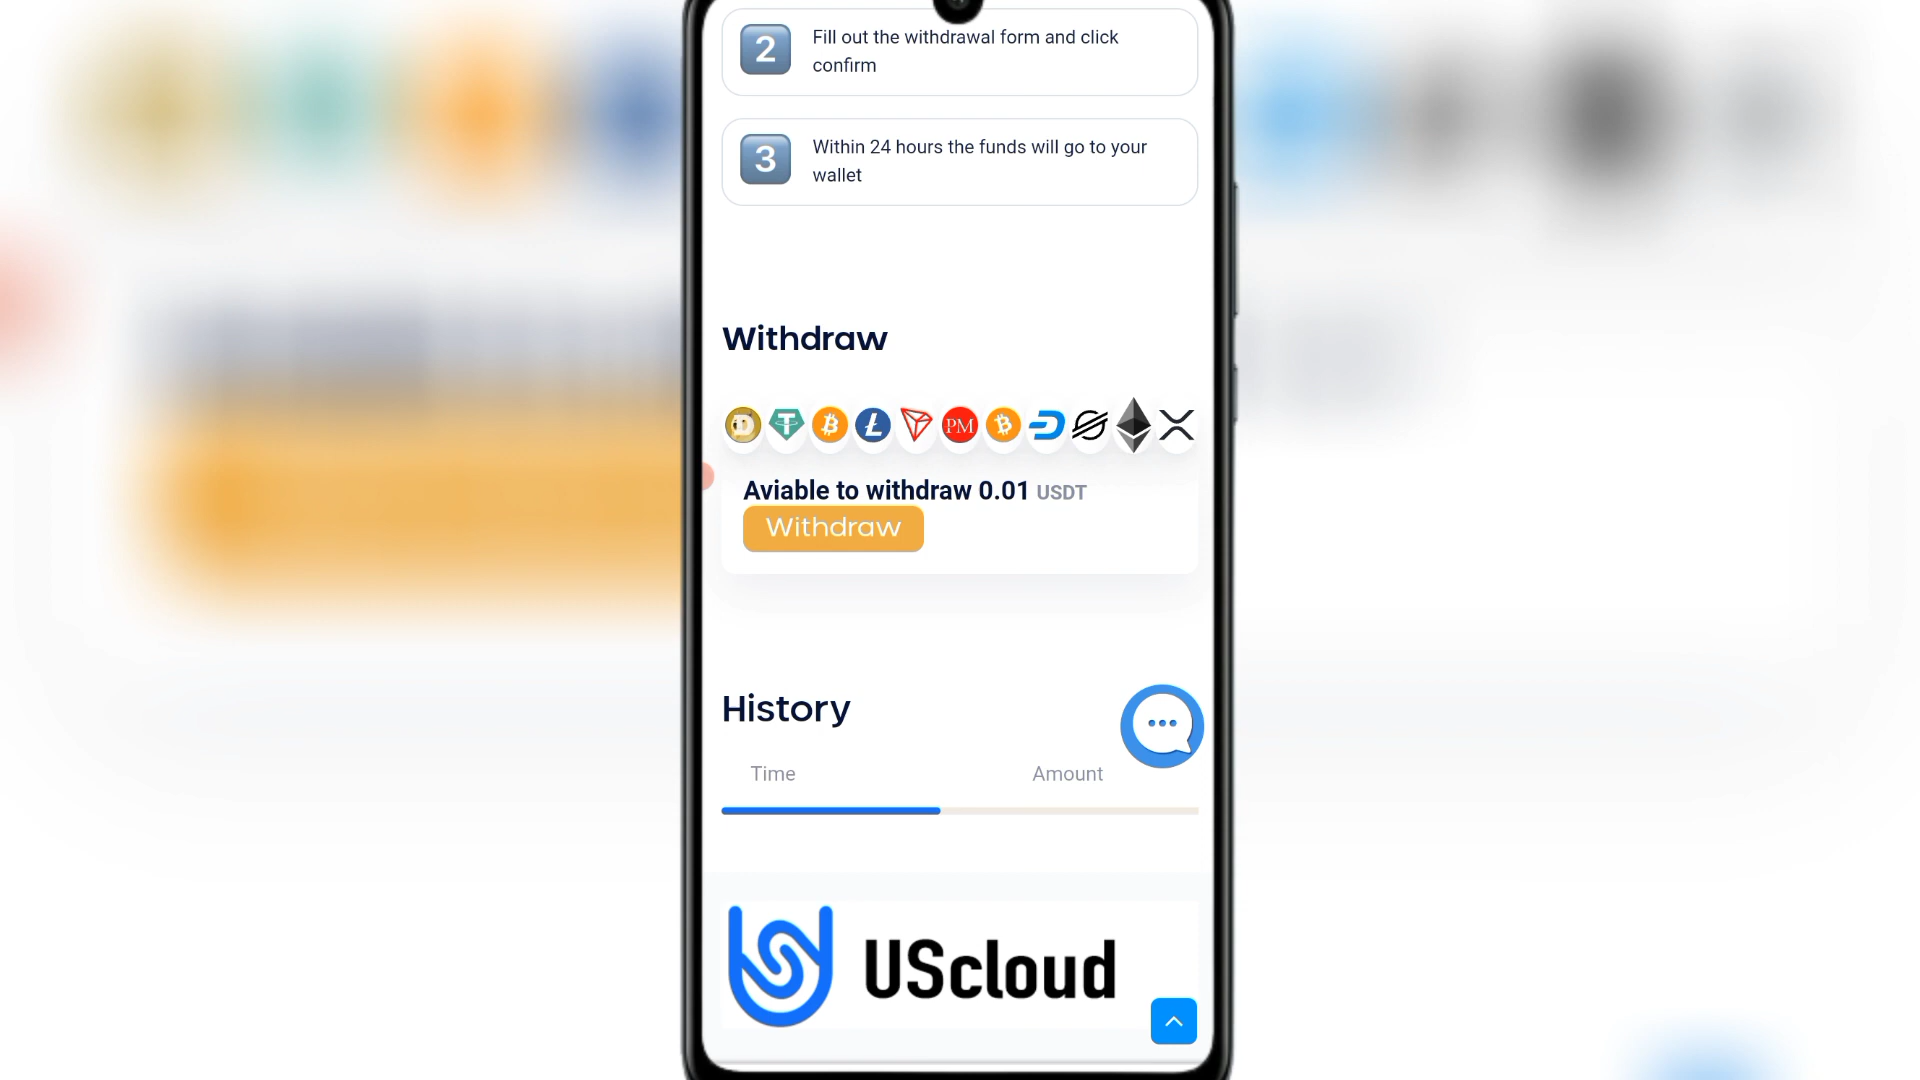 2
Fill out the withdrawal form and click
confirm
3
Within 24 hours the funds will go to your
wallet
Withdraw
PM
Aviable to withdraw 0.01 USDT
Withdraw
History
Time Amount
UScloud